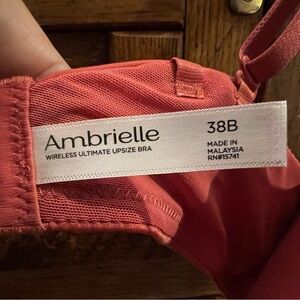 Ambrielle
WIRELESS ULTIMATE UPSIZE BRA
38B
MADE IN
MALAYSIA
RN#15741